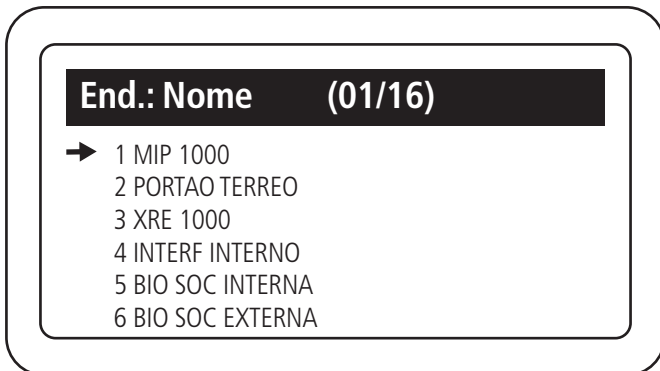 End.: Nome (01/16)
1 MIP 1000
2 PORTAO TERREO
3 XRE 1000
4 INTERF INTERNO
5 BIO SOC INTERNA
6 BIO SOC EXTERNA